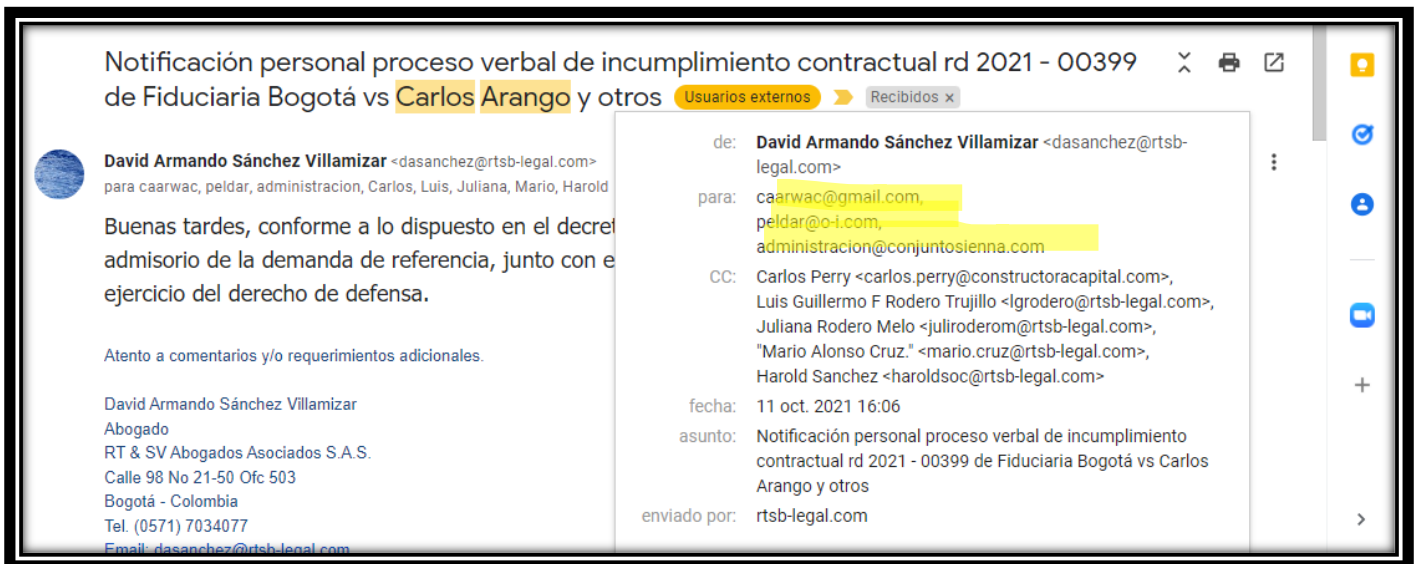 Notificación personal proceso verbal de incumplimiento contractual rd 2021 - 00399
de Fiduciaria Bogotá vs Carlos Arango y otros Usuarios externos Recibidos x
David Armando Sánchez Villamizar <dasanchez@rtsb-legal.com>
para caarwac, peldar, administracion, Carlos, Luis, Juliana, Mario, Harold
Buenas tardes, conforme a lo dispuesto en el decret
admisorio de la demanda de referencia, junto con e
ejercicio del derecho de defensa.
Atento a comentarios y/o requerimientos adicionales.
David Armando Sánchez Villamizar
Abogado
RT & SV Abogados Asociados S.A.S.
Calle 98 No 21-50 Ofc 503
Bogotá - Colombia
Tel. (0571) 7034077
Email: dasanchez@rtsb-legal.com
de: David Armando Sánchez Villamizar <dasanchez@rtsb-
legal.com>
para: caarwac@gmail.com,
peldar@o-i.com,
administracion@conjuntosienna.com
CC: Carlos Perry <carlos.perry@constructoracapital.com>,
Luis Guillermo F Rodero Trujillo <lgrodero@rtsb-legal.com>,
Juliana Rodero Melo <juliroderom@rtsb-legal.com>,
"Mario Alonso Cruz." <mario.cruz@rtsb-legal.com>,
Harold Sanchez <haroldsoc@rtsb-legal.com>
fecha: 11 oct. 2021 16:06
asunto: Notificación personal proceso verbal de incumplimiento
contractual rd 2021 - 00399 de Fiduciaria Bogotá vs Carlos
Arango y otros
enviado por: rtsb-legal.com